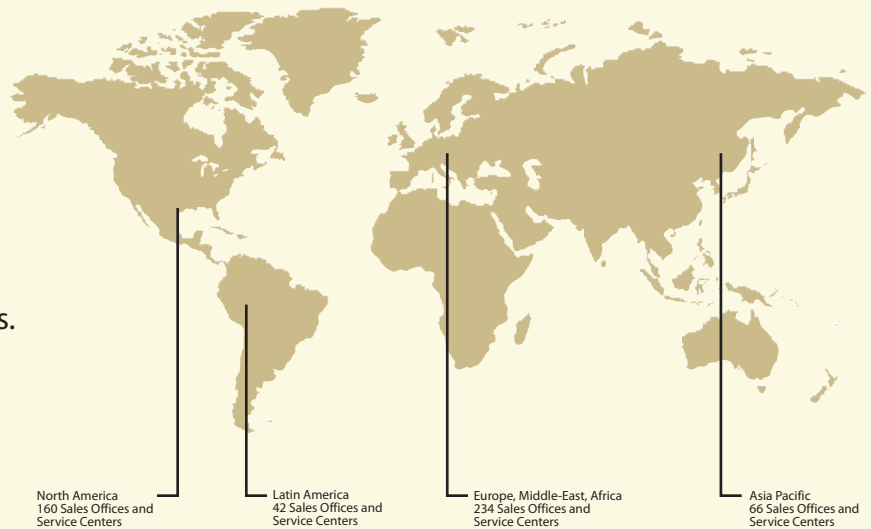 s.
North America
160 Sales Offices and
Service Centers
Latin America
42 Sales Offices and
Service Centers
Europe, Middle-East, Africa
234 Sales Offices and
Service Centers
Asia Pacific
66 Sales Offices and
Service Centers